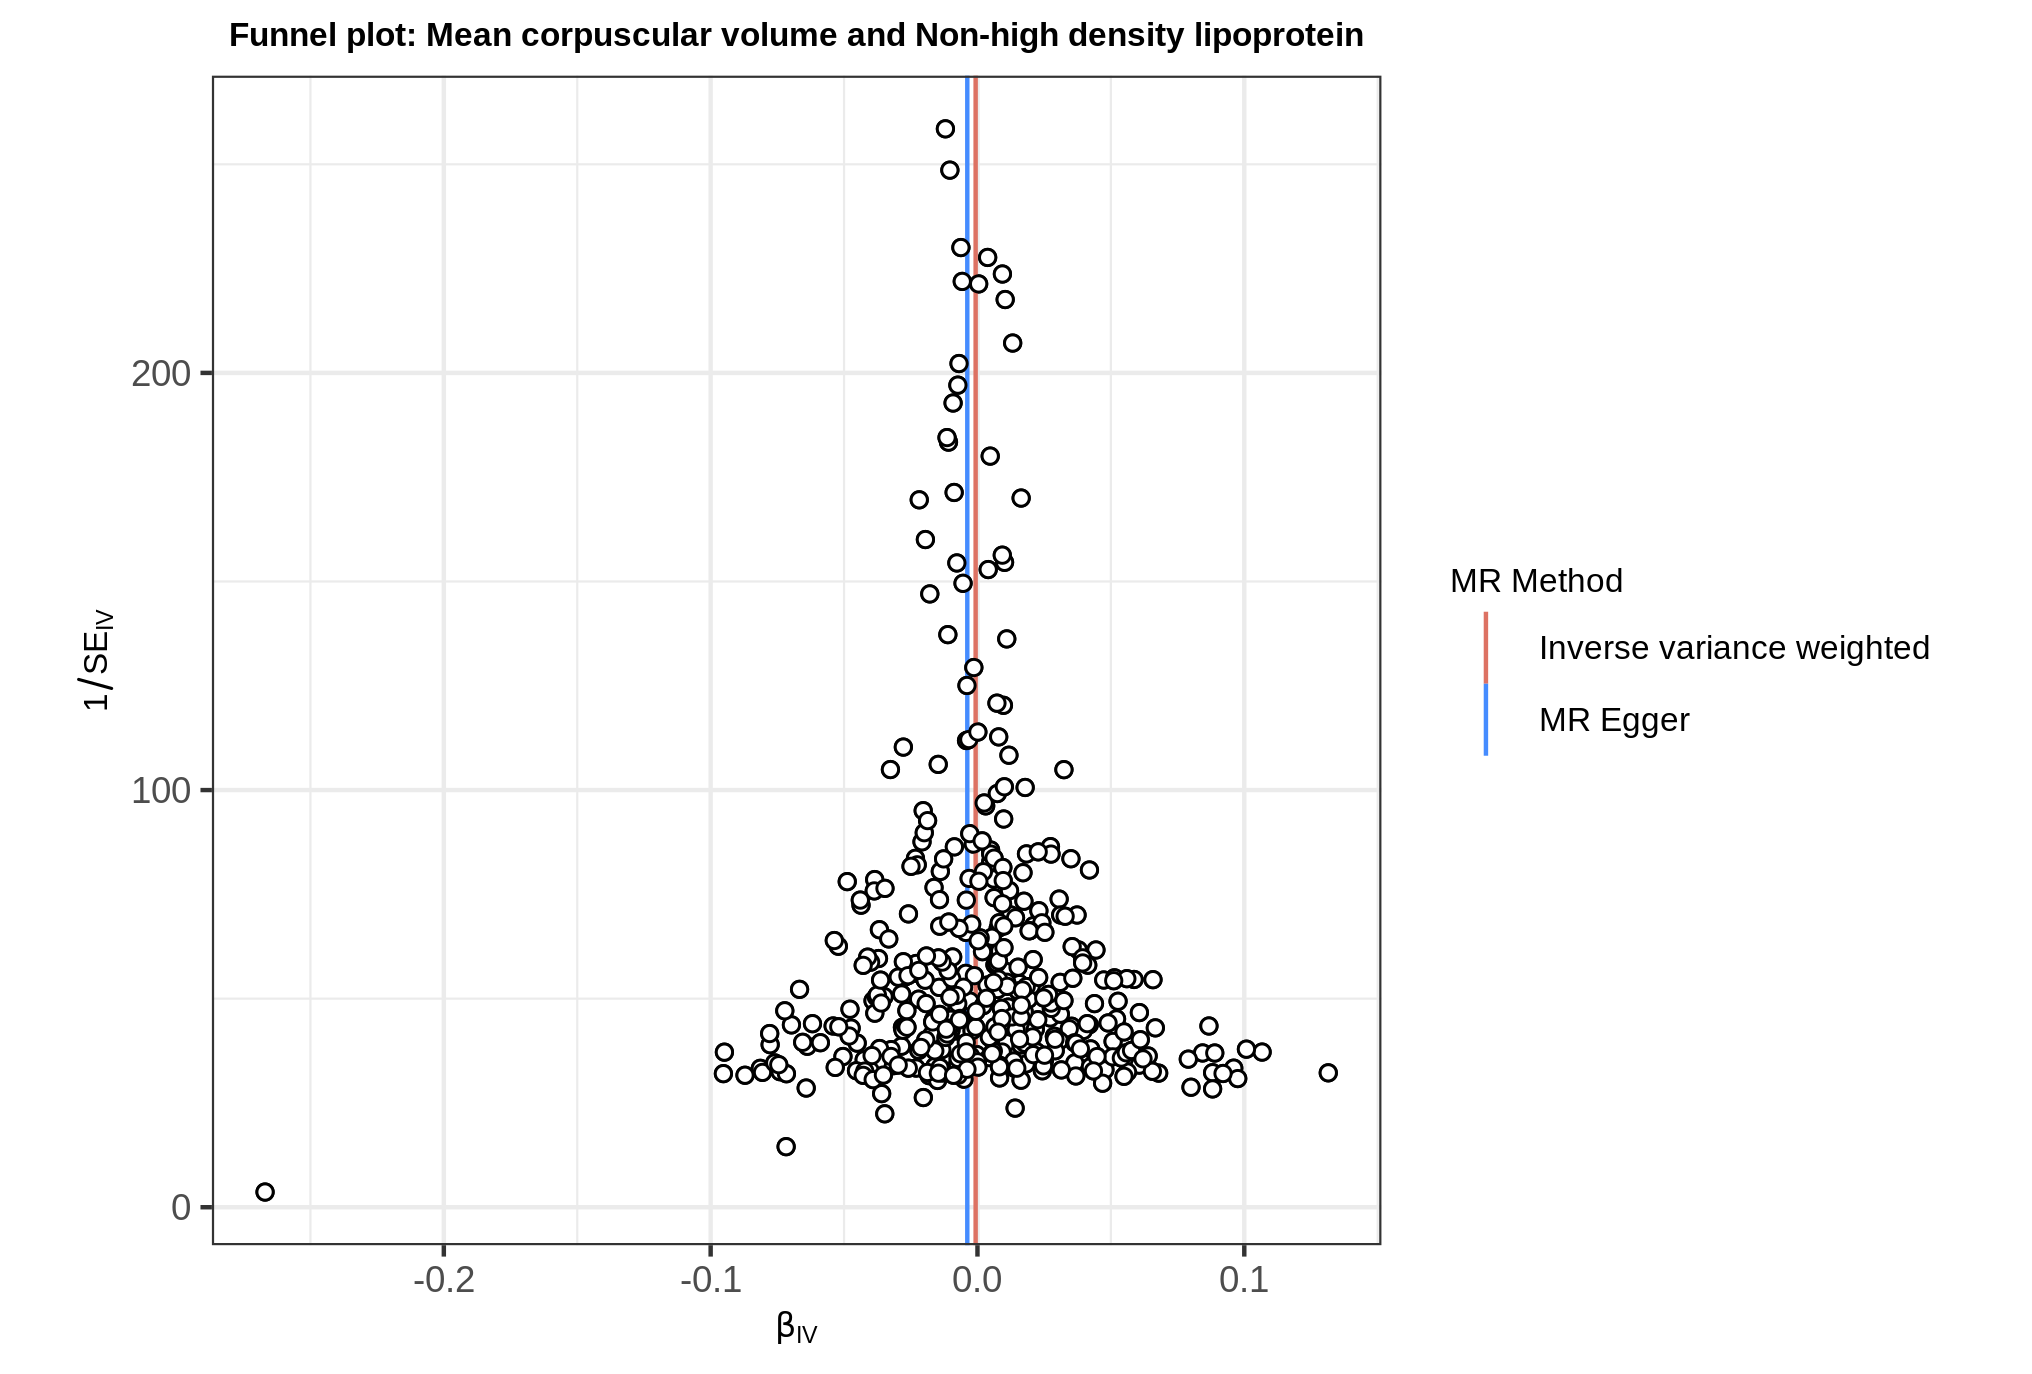 Funnel plot: Mean corpuscular volume and Non-high density lipoprotein
200
100
0
1/SE_IV
-0.2
-0.1
0.0
0.1
β_IV
MR Method
Inverse variance weighted
MR Egger